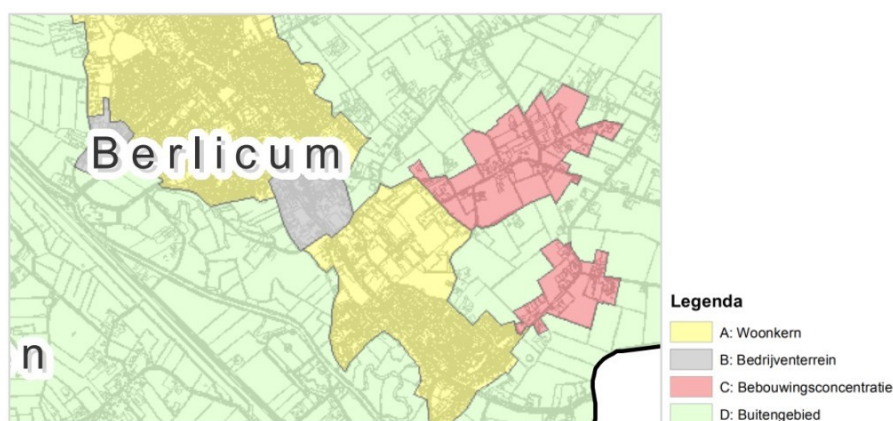 Berlicum
n
Legenda
A: Woonkern
B: Bedrijventerrein
C: Bebouwingsconcentratie
D: Buitengebied